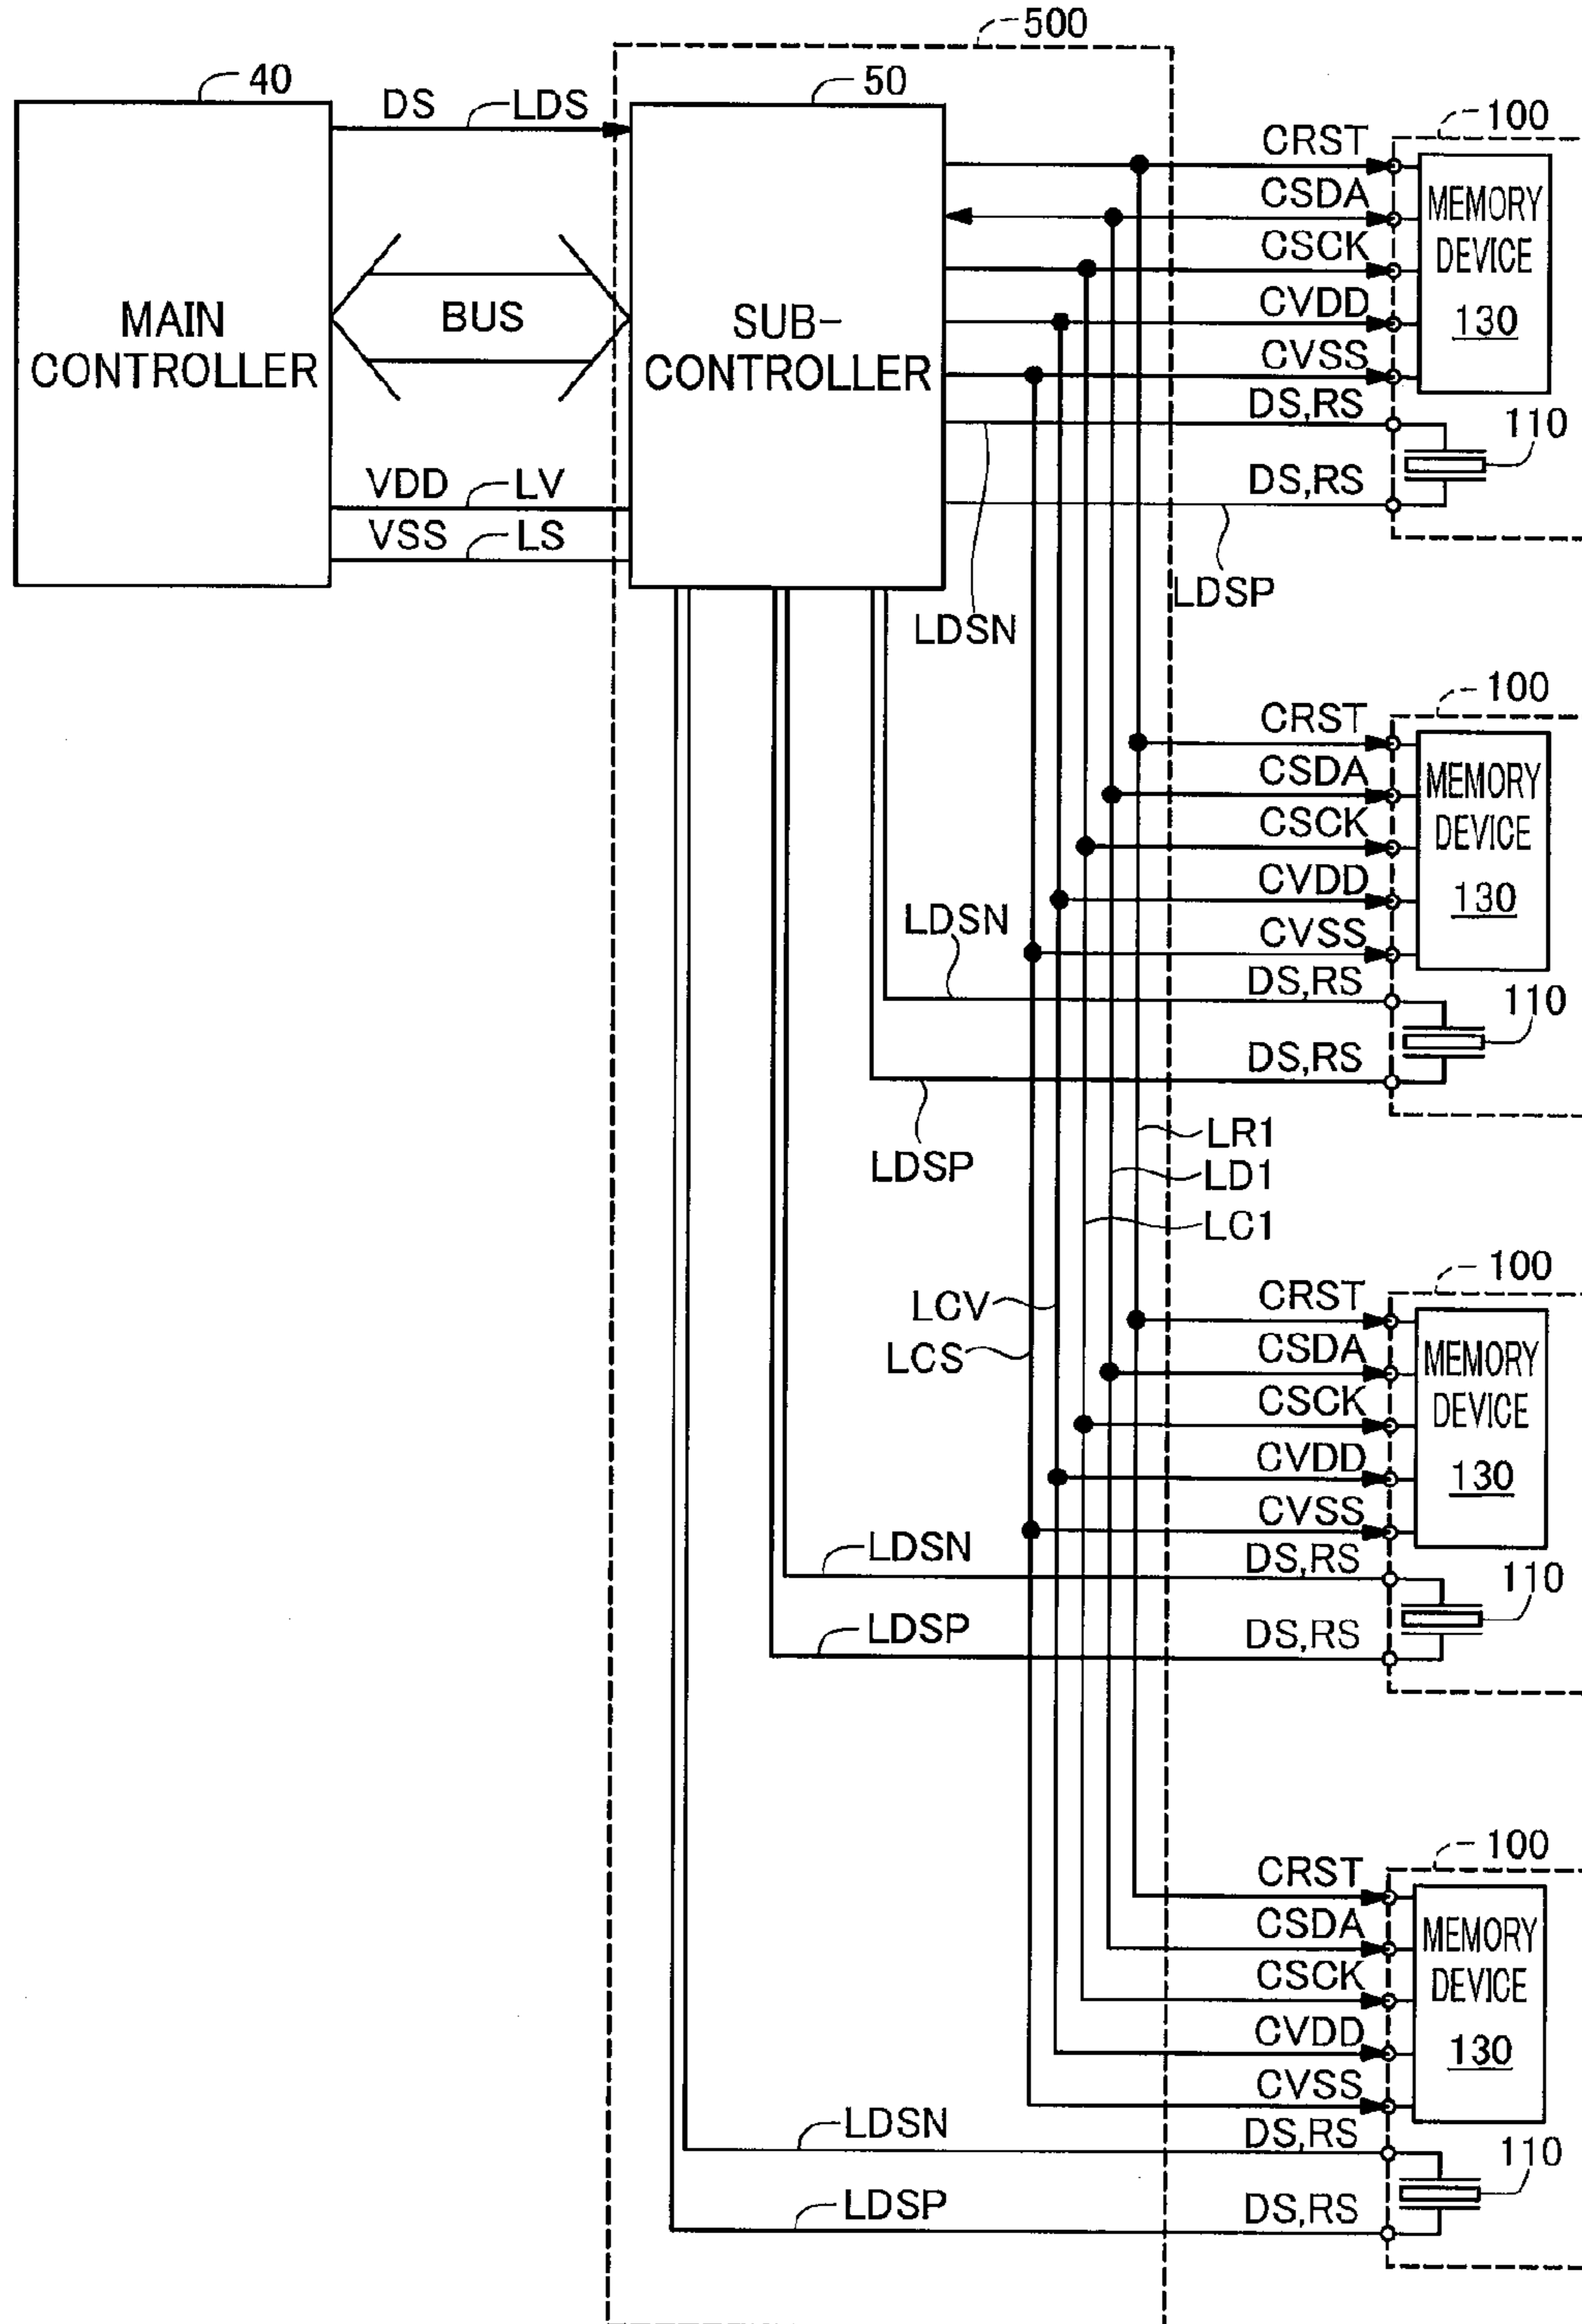 500
40
50
DS
LDS
MAIN
CONTROLLER
BUS
SUB-
CONTROLLER
VDD
LV
VSS
LS
100
CRST
CSDA
CSCK
CVDD
CVSS
DS,RS
DS,RS
MEMORY
DEVICE
130
110
LDSN
LDSP
100
CRST
CSDA
CSCK
CVDD
CVSS
DS,RS
DS,RS
MEMORY
DEVICE
130
110
LDSN
LDSP
LR1
LD1
LC1
LCV
LCS
100
CRST
CSDA
CSCK
CVDD
CVSS
DS,RS
DS,RS
MEMORY
DEVICE
130
110
LDSN
LDSP
100
CRST
CSDA
CSCK
CVDD
CVSS
DS,RS
DS,RS
MEMORY
DEVICE
130
110
LDSN
LDSP